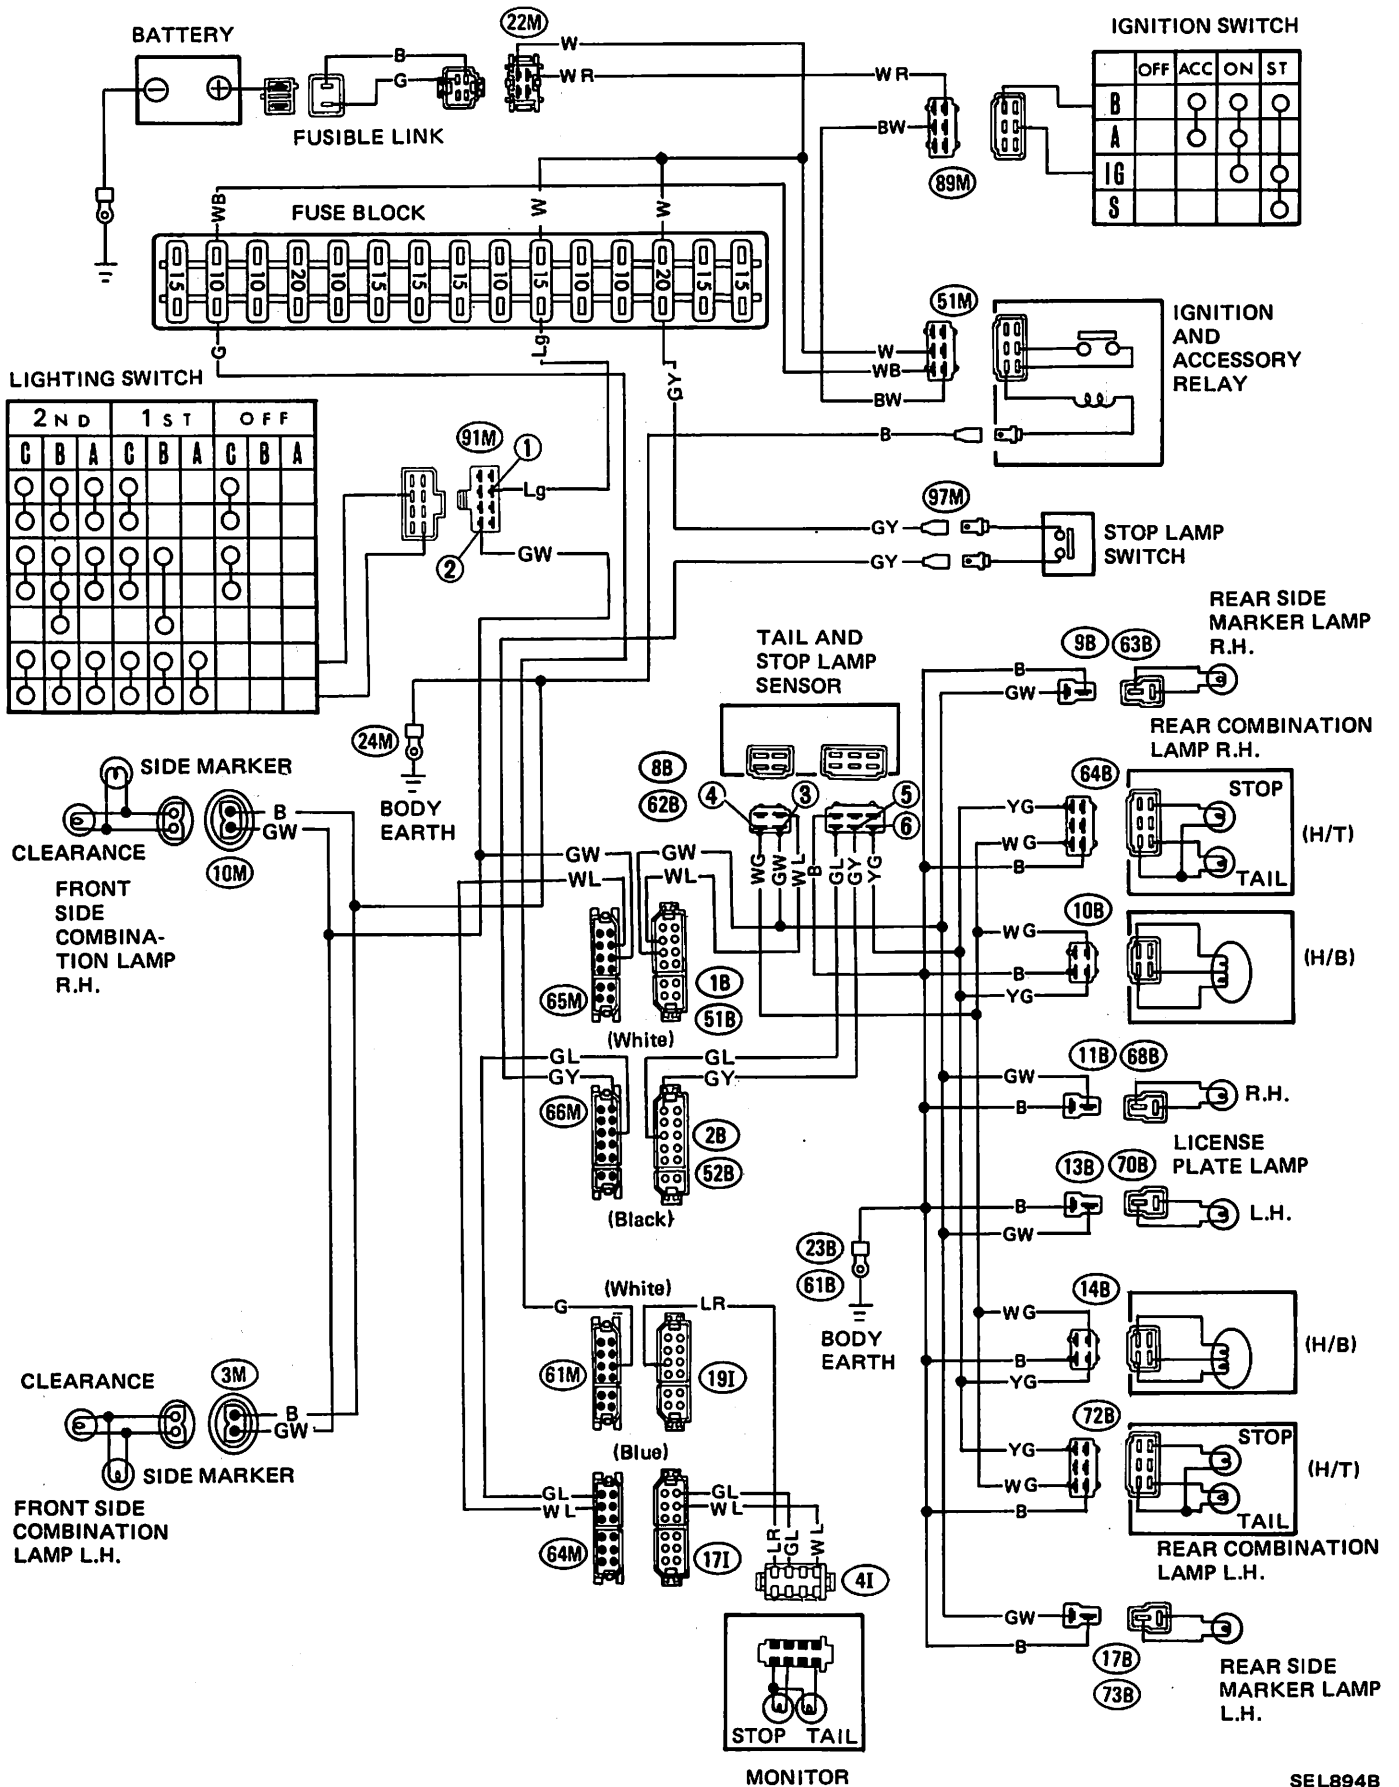 BATTERY
22M
W
WR
B
G
FUSIBLE LINK
IGNITION SWITCH
OFF ACC ON ST
B
A
IG
S
WR
BW
89M
WB
W
W
FUSE BLOCK
15 10 10 20 10 15 15 15 10 15 10 10 20 15 15
G
Lg
GY
51M
W
WB
BW
B
IGNITION
AND
ACCESSORY
RELAY
LIGHTING SWITCH
2ND 1ST OFF
C B A C B A C B A
91M
1
Lg
2
GW
97M
GY
GY
STOP LAMP
SWITCH
REAR SIDE
MARKER LAMP
R.H.
9B
63B
B
GW
TAIL AND
STOP LAMP
SENSOR
REAR COMBINATION
LAMP R.H.
24M
BODY
EARTH
SIDE MARKER
B
GW
CLEARANCE
10M
FRONT
SIDE
COMBINA-
TION LAMP
R.H.
8B
62B
4
3
5
6
WG
GW
WL
B
GL
GY
YG
64B
YG
WG
B
STOP
TAIL
(H/T)
GW
WL
GW
WL
65M
1B
51B
(White)
10B
WG
B
YG
(H/B)
GL
GY
GL
GY
66M
2B
52B
(Black)
11B
68B
GW
B
R.H.
LICENSE
PLATE LAMP
13B
70B
B
GW
L.H.
23B
61B
BODY
EARTH
(White)
G
LR
61M
19I
14B
WG
B
YG
(H/B)
CLEARANCE
3M
B
GW
SIDE MARKER
FRONT SIDE
COMBINATION
LAMP L.H.
(Blue)
GL
WL
GL
WL
64M
17I
LR
GL
WL
4I
72B
YG
WG
B
STOP
TAIL
(H/T)
REAR COMBINATION
LAMP L.H.
GW
B
17B
73B
REAR SIDE
MARKER LAMP
L.H.
STOP TAIL
MONITOR
SEL894B